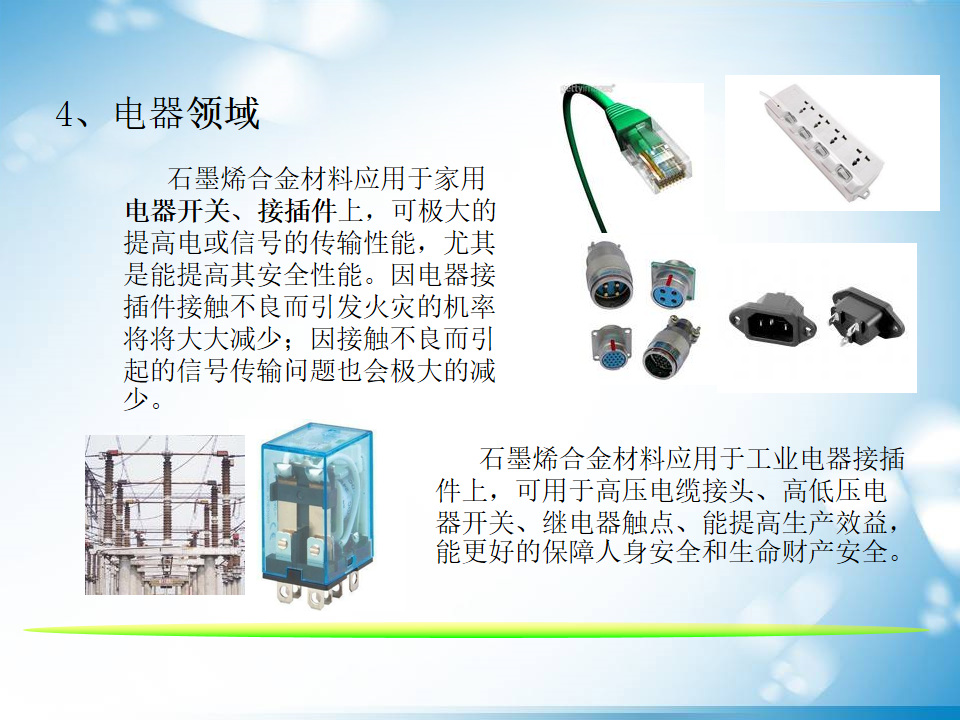 4、电器领域
石墨烯合金材料应用于家用
电器开关、接插件上，可极大的
提高电或信号的传输性能，尤其
是能提高其安全性能。因电器接
插件接触不良而引发火灾的机率
将将大大减少；因接触不良而引
起的信号传输问题也会极大的减
少。
石墨烯合金材料应用于工业电器接插
件上，可用于高压电缆接头、高低压电
器开关、继电器触点、能提高生产效益，
能更好的保障人身安全和生命财产安全。